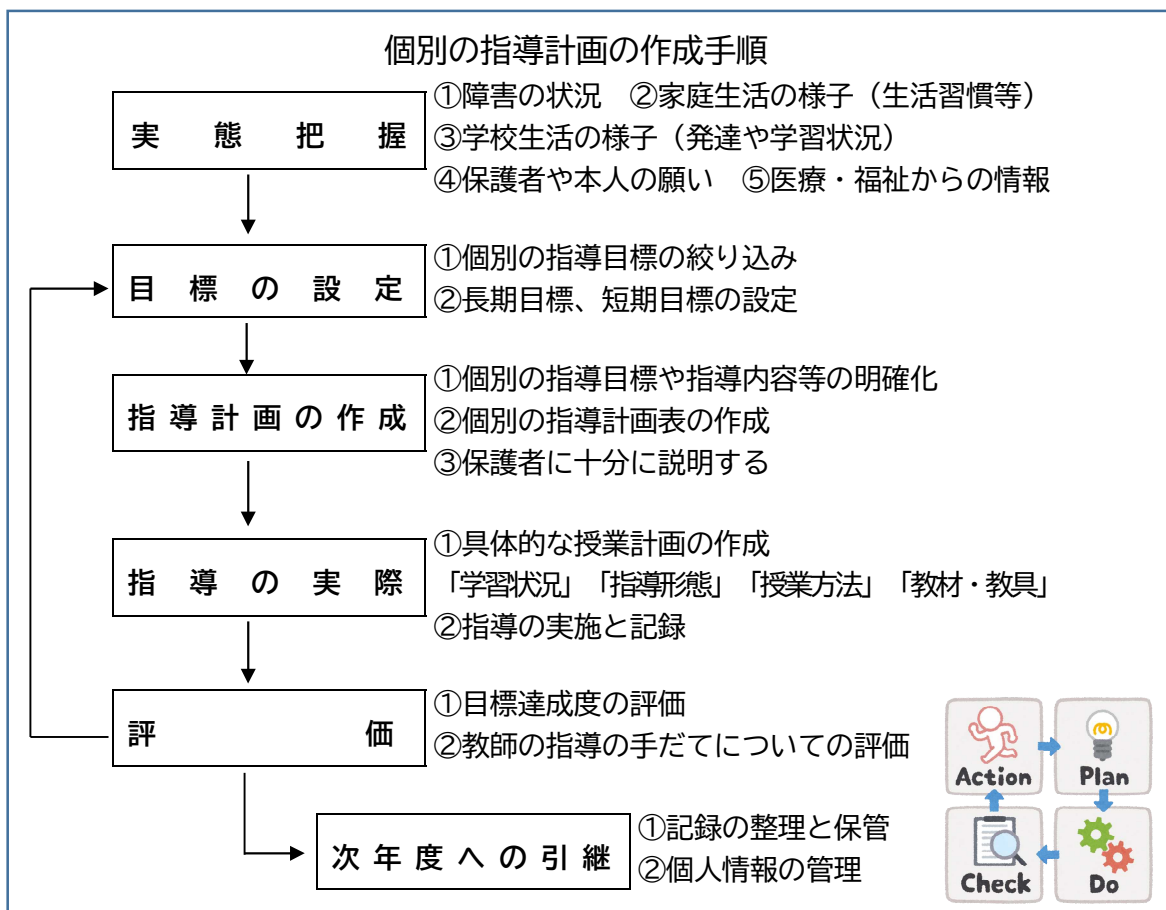 個別の指導計画の作成手順
実態把握
①障害の状況　②家庭生活の様子（生活習慣等）
③学校生活の様子（発達や学習状況）
④保護者や本人の願い　⑤医療・福祉からの情報
目標の設定
①個別の指導目標の絞り込み
②長期目標、短期目標の設定
指導計画の作成
①個別の指導目標や指導内容等の明確化
②個別の指導計画表の作成
③保護者に十分に説明する
指導の実際
①具体的な授業計画の作成
「学習状況」「指導形態」「授業方法」「教材・教具」
②指導の実施と記録
評価
①目標達成度の評価
②教師の指導の手だてについての評価
次年度への引継
①記録の整理と保管
②個人情報の管理
Action
Plan
Check
Do